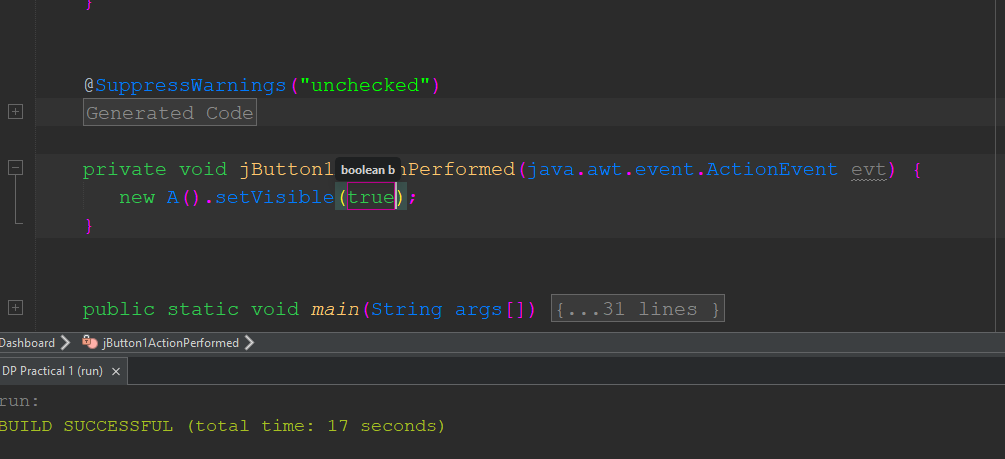 }
@SuppressWarnings("unchecked")
Generated Code
boolean b
private void jButton1 nPerformed(java.awt.event.ActionEvent evt) {
new A().setVisible(true);
}
public static void main(String args[]) {...31 lines }
Dashboard jButton1ActionPerformed
DP Practical 1 (run) ×
run:
BUILD SUCCESSFUL (total time: 17 seconds)